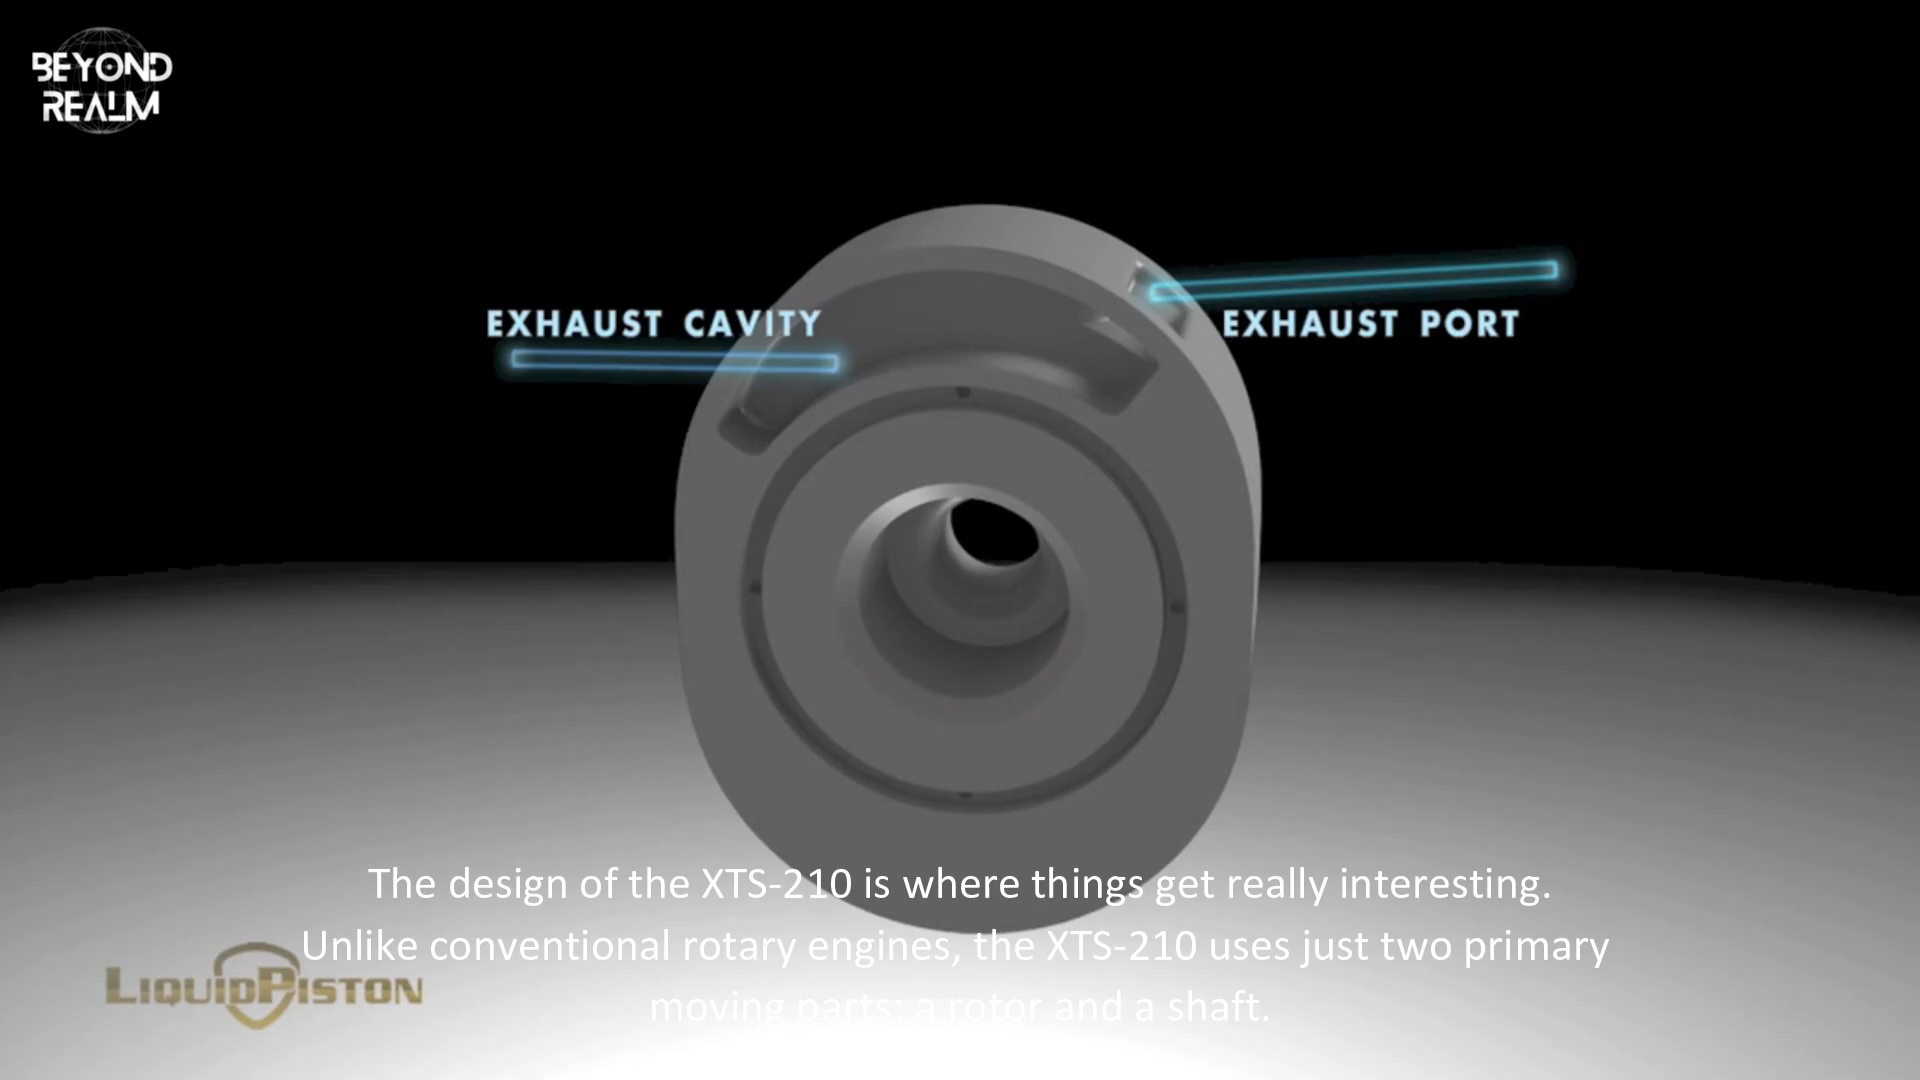 BEYOND
REALM
EXHAUST CAVITY
EXHAUST PORT
The design of the XTS-210 is where things get really interesting.
Unlike conventional rotary engines, the XTS-210 uses just two primary
moving parts: a rotor and a shaft.
LIQUIDPISTON